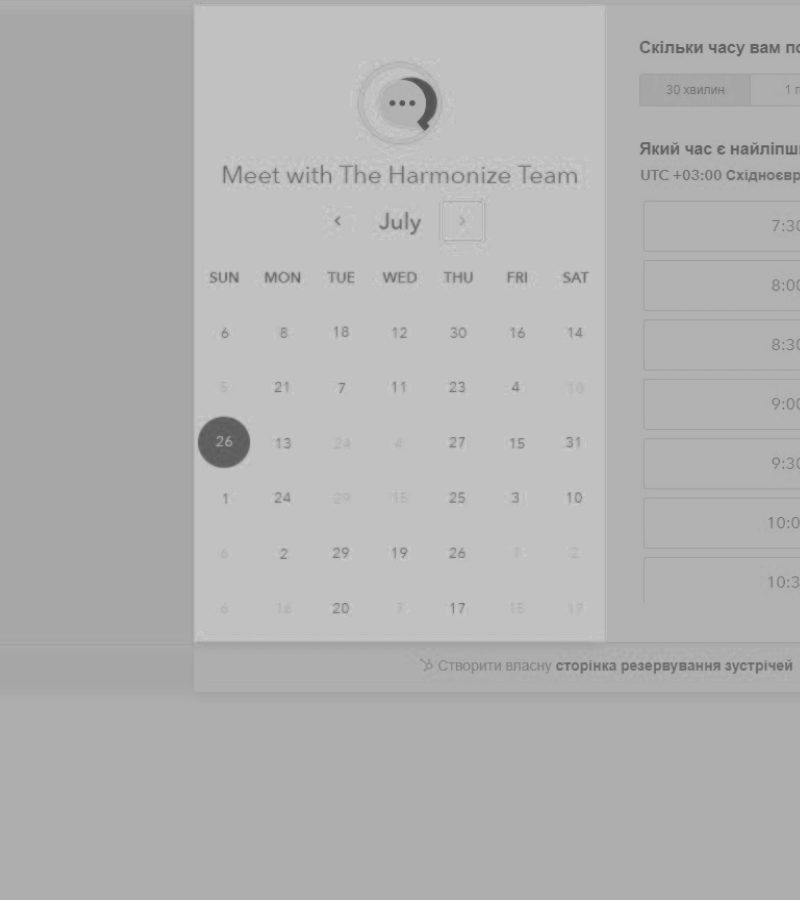 Meet with The Harmonize Team
July
SUN MON TUE WED THU FRI SAT
6 8 18 12 30 16 14
5 21 7 11 23 4 10
26 13 24 4 27 15 31
1 24 29 15 25 3 10
6 2 29 19 26 2
6 16 20 7 17 15 17
Скільки часу вам по
30 хвилин 1 г
Який час є найліпш
UTC +03:00 Східноєвр
7:30
8:00
8:30
9:00
9:30
10:0
10:3
Створити власну сторінка резервування зустрічей